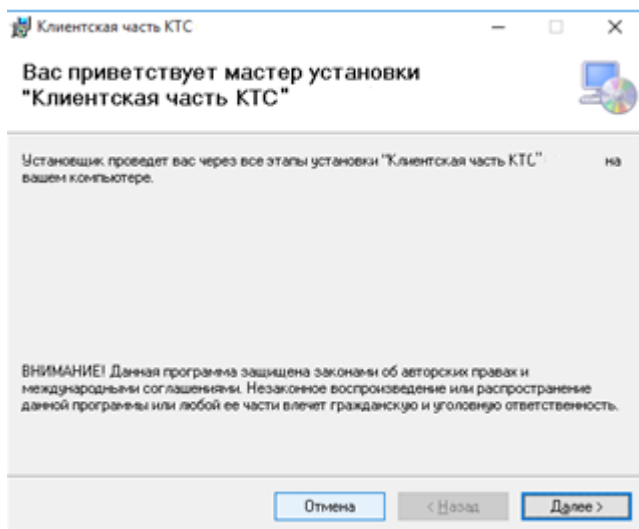 Клиентская часть КТС
Вас приветствует мастер установки
"Клиентская часть КТС"
Установщик проведет вас через все этапы установки "Клиентская часть КТС" на
вашем компьютере.
ВНИМАНИЕ! Данная программа защищена законами об авторских правах и
международными соглашениями. Незаконное воспроизведение или распространение
данной программы или любой ее части влечет гражданскую и уголовную ответственность.
Отмена < Назад Далее >